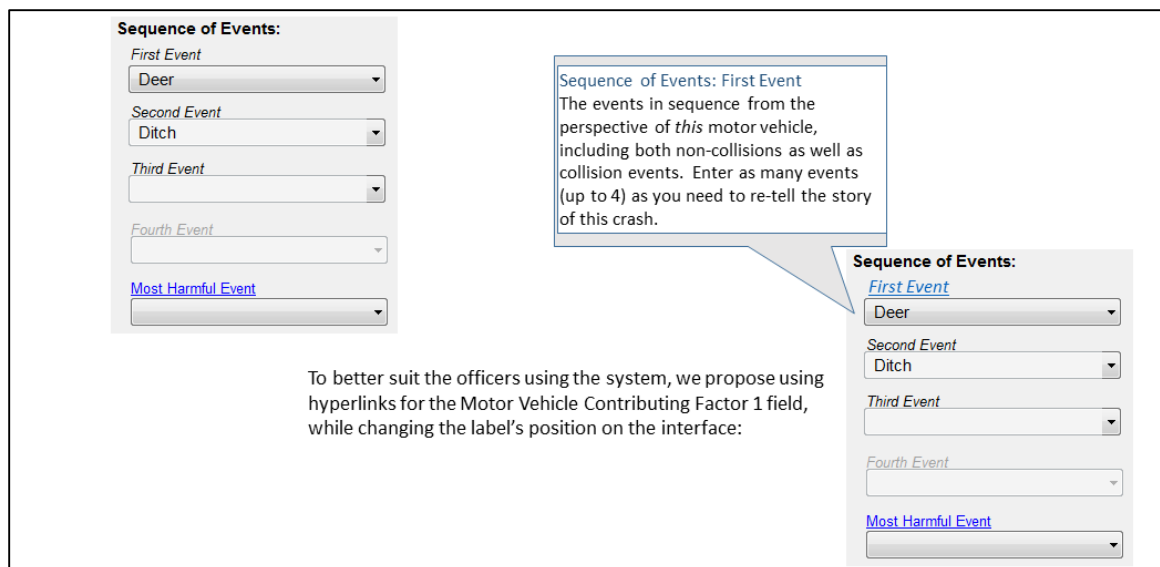 Sequence of Events:
First Event
Deer
Second Event
Ditch
Third Event
Fourth Event
Most Harmful Event
Sequence of Events: First Event
The events in sequence from the
perspective of this motor vehicle,
including both non-collisions as well as
collision events. Enter as many events
(up to 4) as you need to re-tell the story
of this crash.
To better suit the officers using the system, we propose using
hyperlinks for the Motor Vehicle Contributing Factor 1 field,
while changing the label's position on the interface:
Sequence of Events:
First Event
Deer
Second Event
Ditch
Third Event
Fourth Event
Most Harmful Event